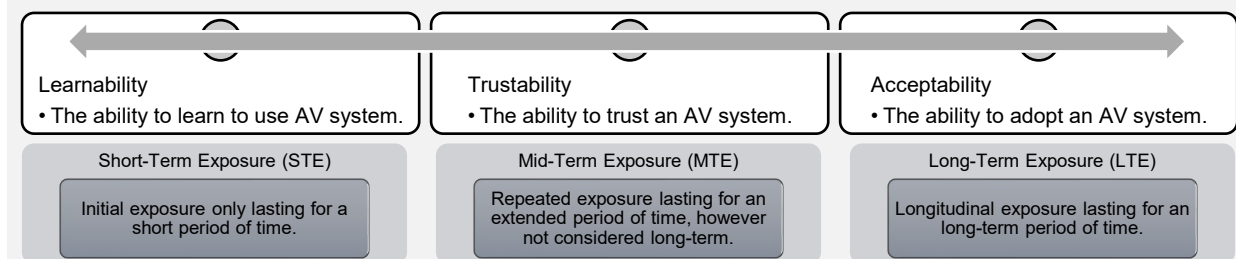 Learnability
• The ability to learn to use AV system.
Trustability
• The ability to trust an AV system.
Acceptability
• The ability to adopt an AV system.
Short-Term Exposure (STE)
Initial exposure only lasting for a
short period of time.
Mid-Term Exposure (MTE)
Repeated exposure lasting for an
extended period of time, however
not considered long-term.
Long-Term Exposure (LTE)
Longitudinal exposure lasting for an
long-term period of time.